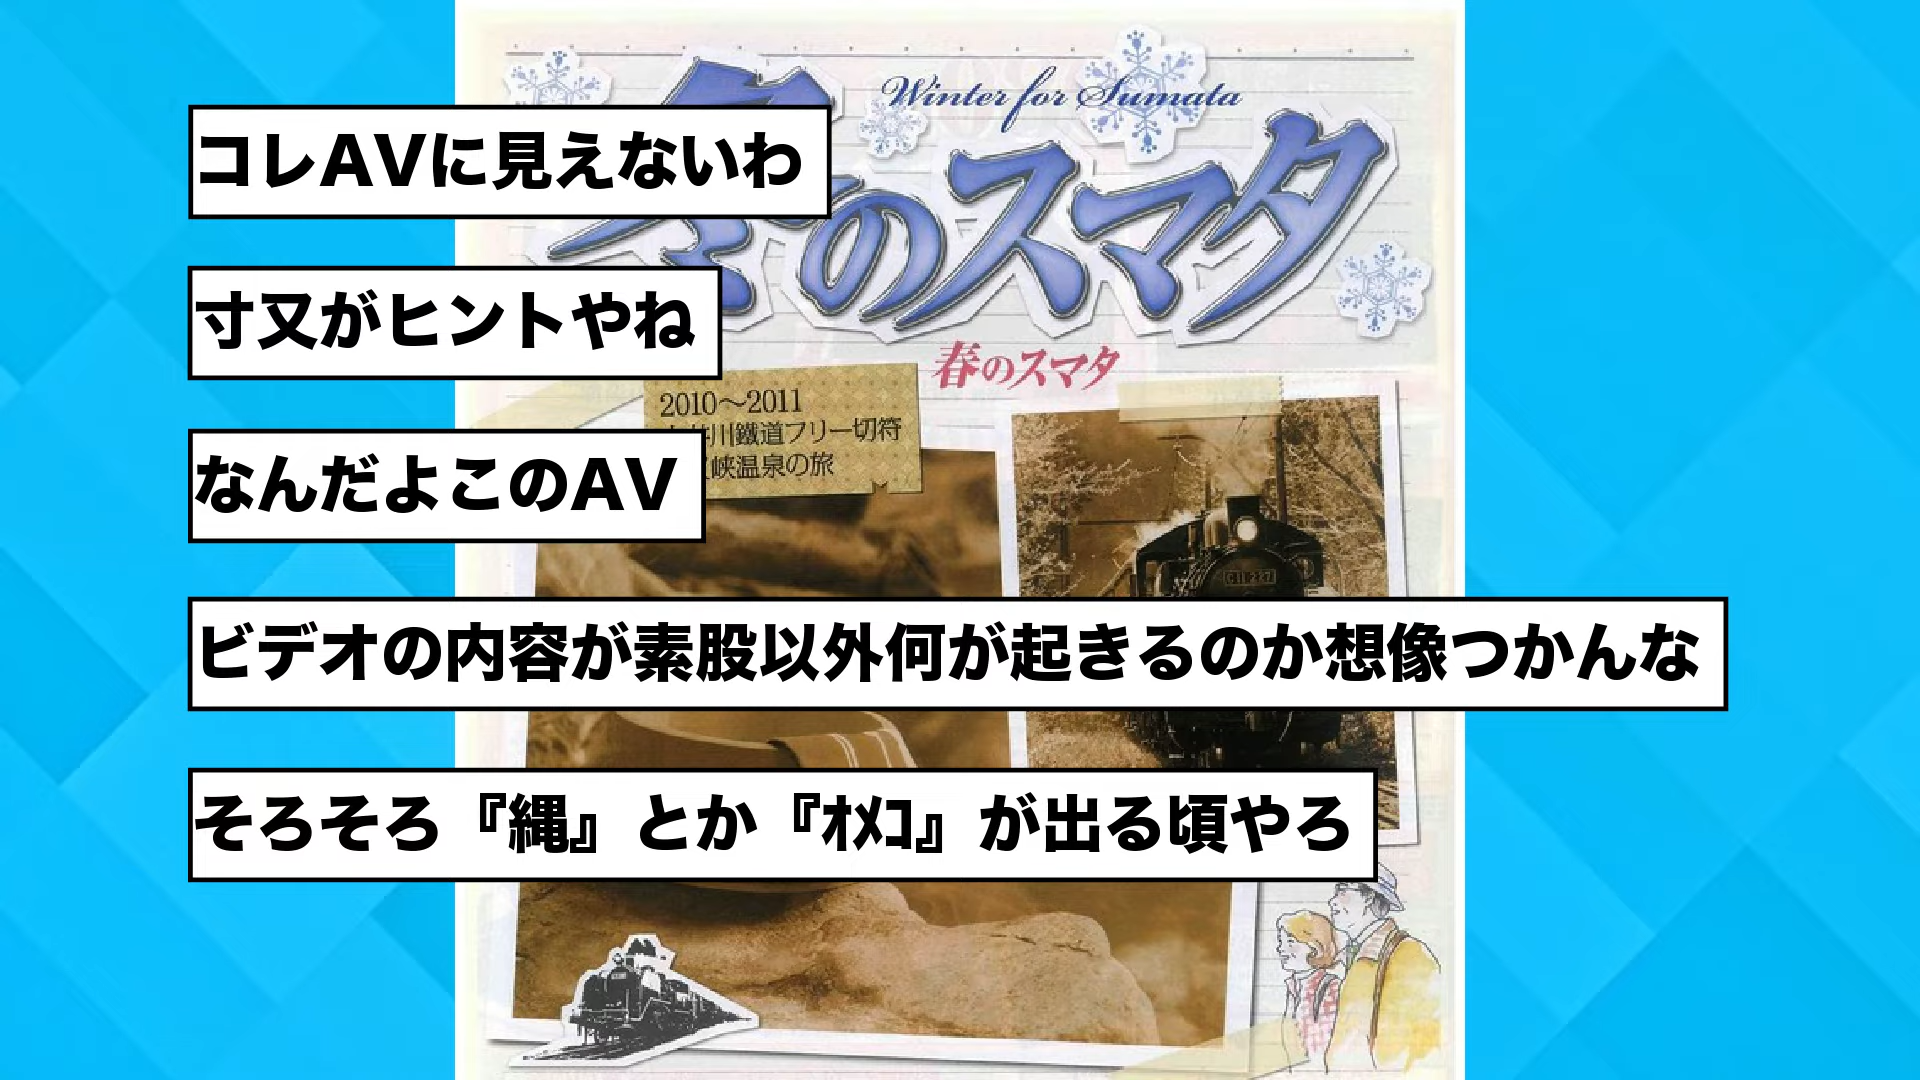 Winter for Sumata
コレAVに見えないわ
のスマタ
寸又がヒントやね
春のスマタ
2010～2011
川鐵道フリー切符
峡温泉の旅
なんだよこのAV
C11 227
ビデオの内容が素股以外何が起きるのか想像つかんな
そろそろ『縄』とか『ｵﾒｺ』が出る頃やろ